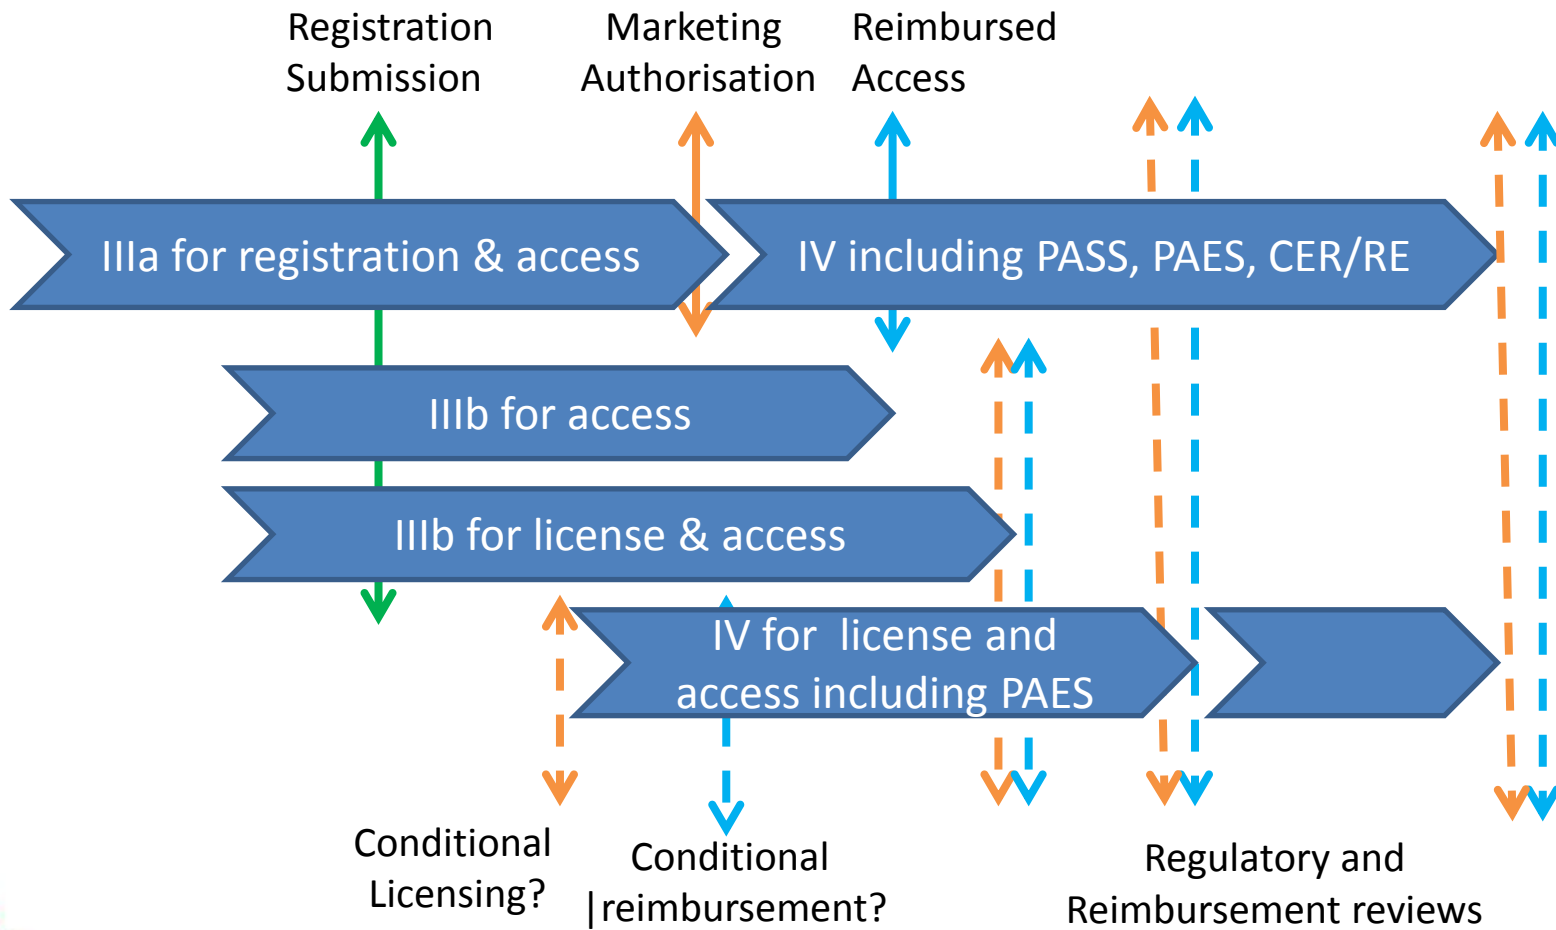 Registration
Submission
Marketing
Authorisation
Reimbursed
Access
IIIa for registration & access
IV including PASS, PAES, CER/RE
IIIb for access
IIIb for license & access
IV for  license and
access including PAES
Conditional
Licensing?
Conditional
|reimbursement?
Regulatory and
Reimbursement reviews